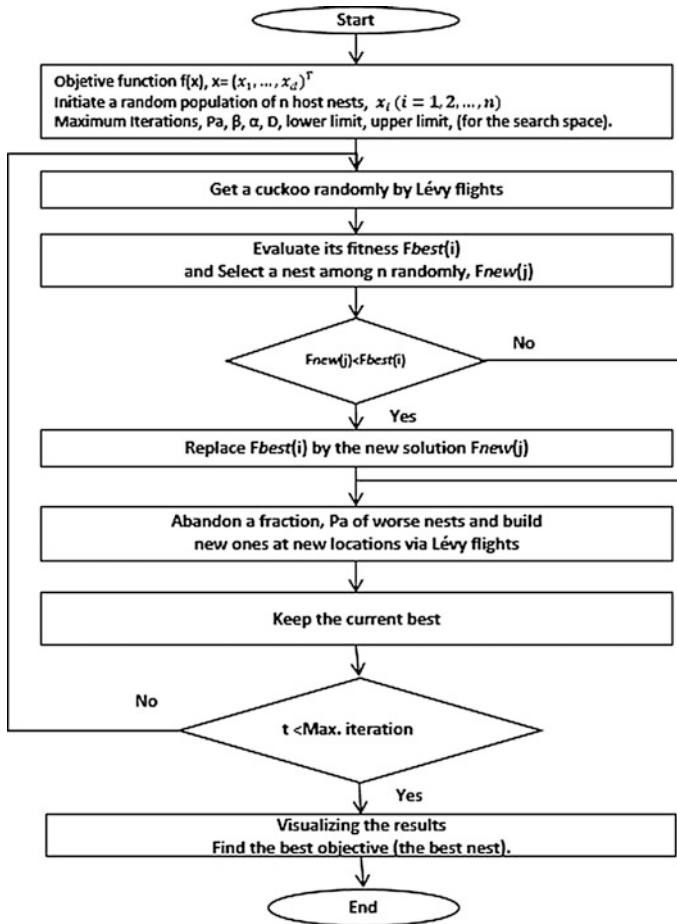 Start
Objetive function f(x), x= (x₁, ..., x_d)ᵀ
Initiate a random population of n host nests, x_i (i = 1, 2, ..., n)
Maximum Iterations, Pa, β, α, D, lower limit, upper limit, (for the search space).
Get a cuckoo randomly by Lévy flights
Evaluate its fitness Fbest(i)
and Select a nest among n randomly, Fnew(j)
Fnew(j)<Fbest(i)
No
Yes
Replace Fbest(i) by the new solution Fnew(j)
Abandon a fraction, Pa of worse nests and build
new ones at new locations via Lévy flights
Keep the current best
No
t <Max. iteration
Yes
Visualizing the results
Find the best objective (the best nest).
End